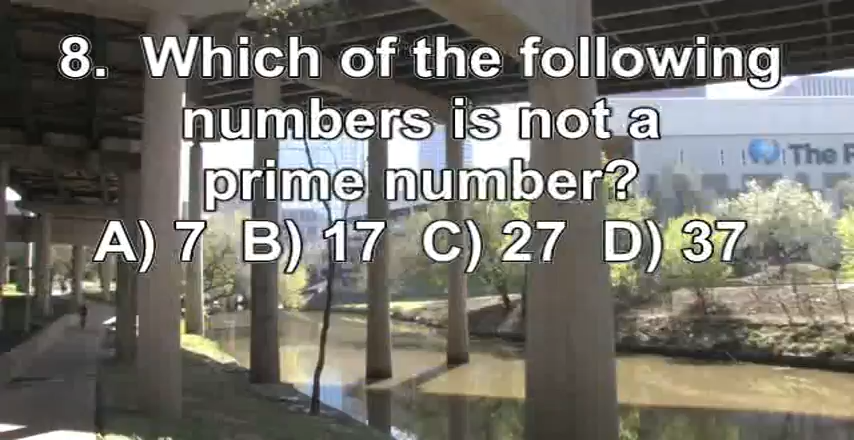 8. Which of the following
numbers is not a
prime number?
A) 7 B) 17 C) 27 D) 37
The